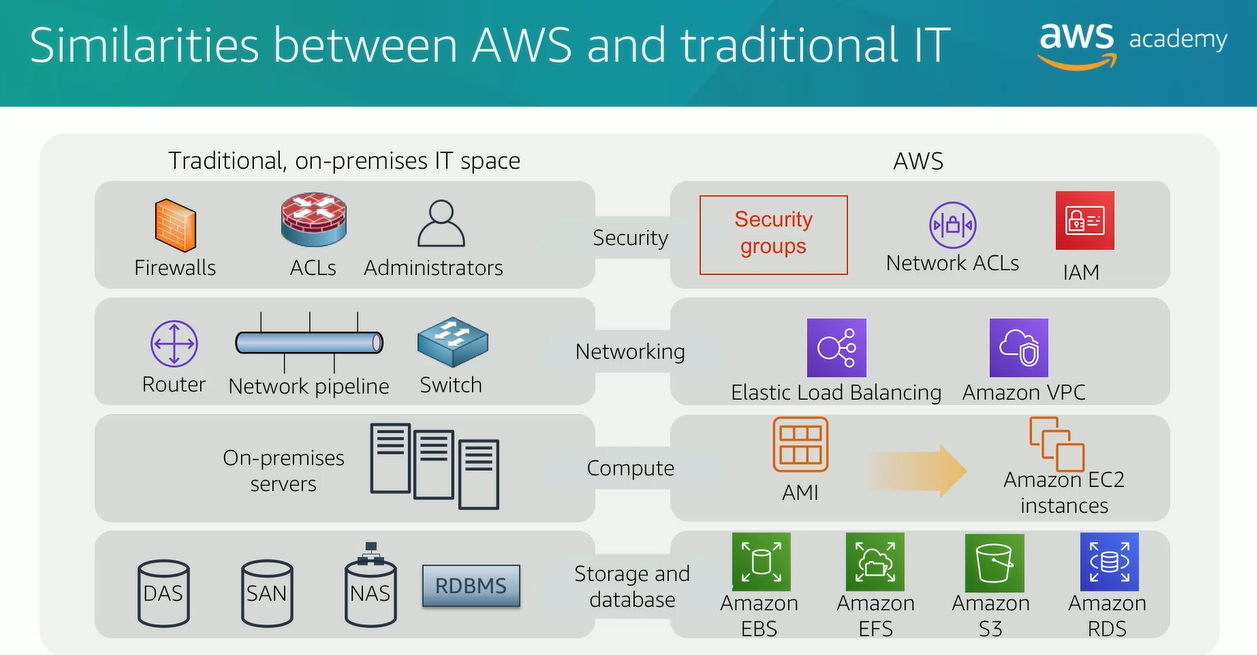 Similarities between AWS and traditional IT
aws academy
Traditional, on-premises IT space
AWS
Firewalls
ACLs
Administrators
Security
Security
groups
Network ACLs
IAM
Router
Network pipeline
Switch
Networking
Elastic Load Balancing
Amazon VPC
On-premises
servers
Compute
AMI
Amazon EC2
instances
DAS
SAN
NAS
RDBMS
Storage and
database
Amazon
EBS
Amazon
EFS
Amazon
S3
Amazon
RDS